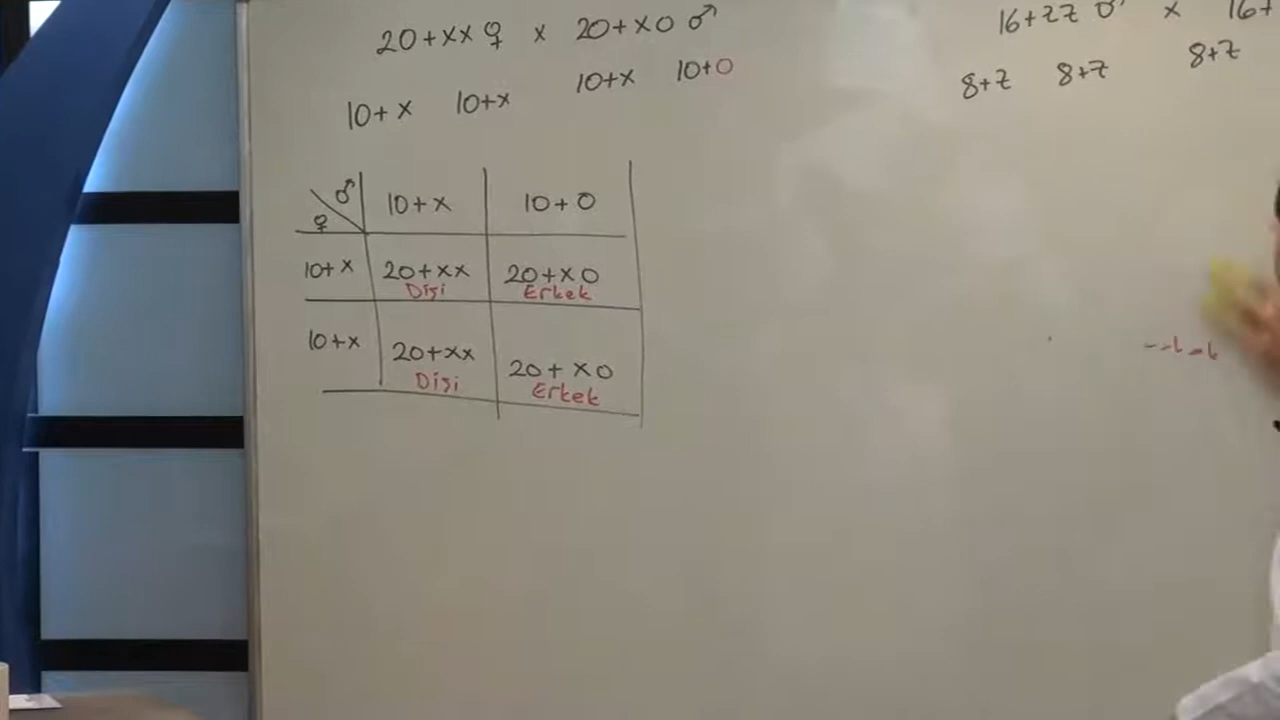 20+xx ♀ x 20+x0 ♂
10+x 10+x 10+x 10+0
♂ 10+x 10+0
♀
10+x 20+xx 20+x0
Dişi Erkek
10+x 20+xx 20+x0
Dişi Erkek
16+ZZ ♂ x 16+
8+Z 8+Z 8+Z